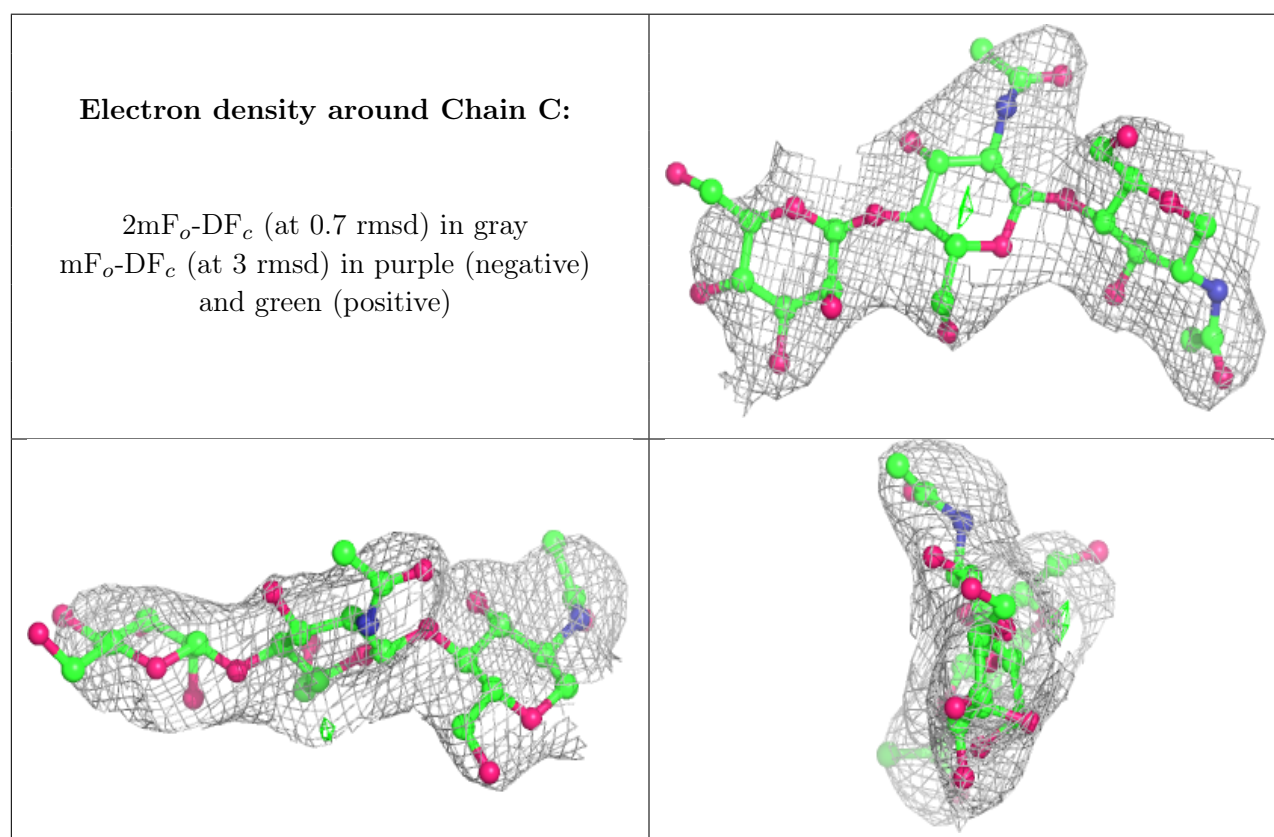 Electron density around Chain C:
2mFo-DFc (at 0.7 rmsd) in gray
mFo-DFc (at 3 rmsd) in purple (negative)
and green (positive)